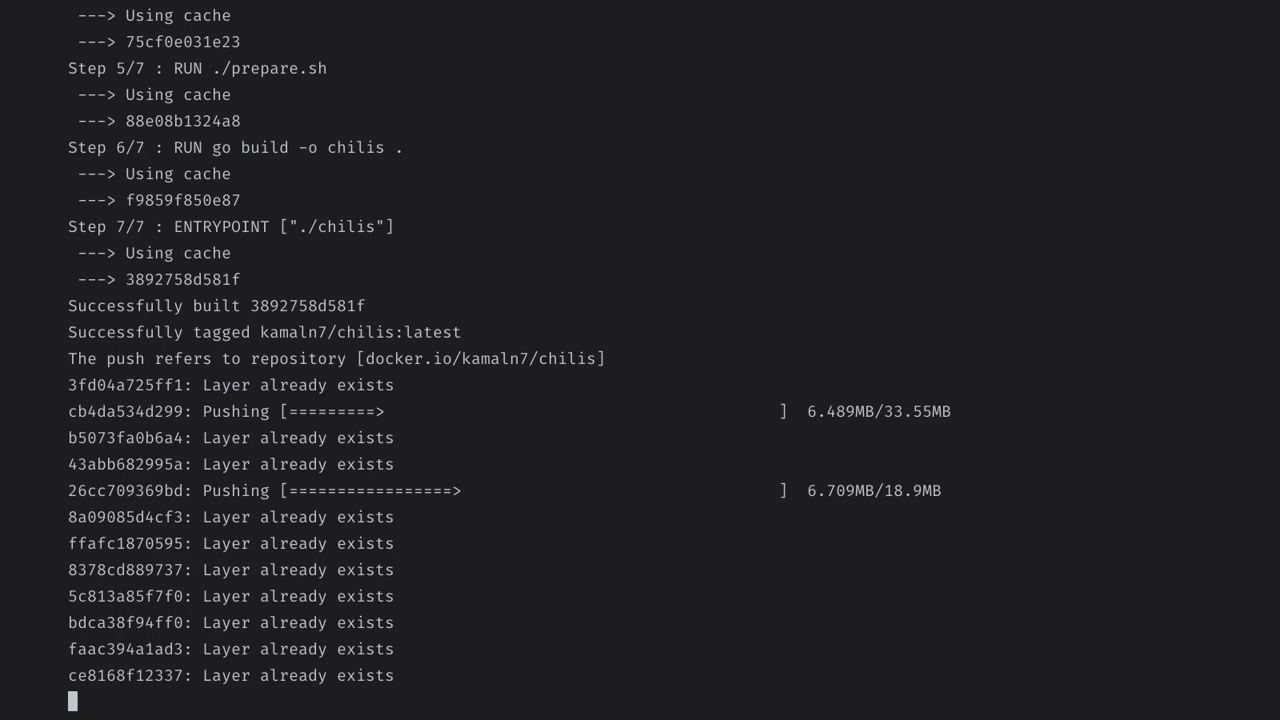 ---> Using cache
---> 75cf0e031e23
Step 5/7 : RUN ./prepare.sh
---> Using cache
---> 88e08b1324a8
Step 6/7 : RUN go build -o chilis .
---> Using cache
---> f9859f850e87
Step 7/7 : ENTRYPOINT ["./chilis"]
---> Using cache
---> 3892758d581f
Successfully built 3892758d581f
Successfully tagged kamaln7/chilis:latest
The push refers to repository [docker.io/kamaln7/chilis]
3fd04a725ff1: Layer already exists
cb4da534d299: Pushing [=========>                                         ]  6.489MB/33.55MB
b5073fa0b6a4: Layer already exists
43abb682995a: Layer already exists
26cc709369bd: Pushing [=================>                                 ]  6.709MB/18.9MB
8a09085d4cf3: Layer already exists
ffafc1870595: Layer already exists
8378cd889737: Layer already exists
5c813a85f7f0: Layer already exists
bdca38f94ff0: Layer already exists
faac394a1ad3: Layer already exists
ce8168f12337: Layer already exists